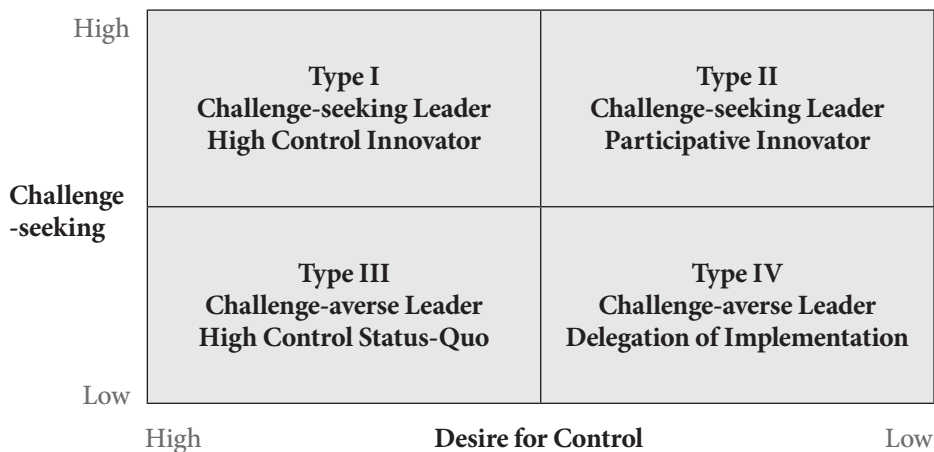 High
Type I
Challenge-seeking Leader
High Control Innovator
Type II
Challenge-seeking Leader
Participative Innovator
Challenge
-seeking
Type III
Challenge-averse Leader
High Control Status-Quo
Type IV
Challenge-averse Leader
Delegation of Implementation
Low
High
Desire for Control
Low